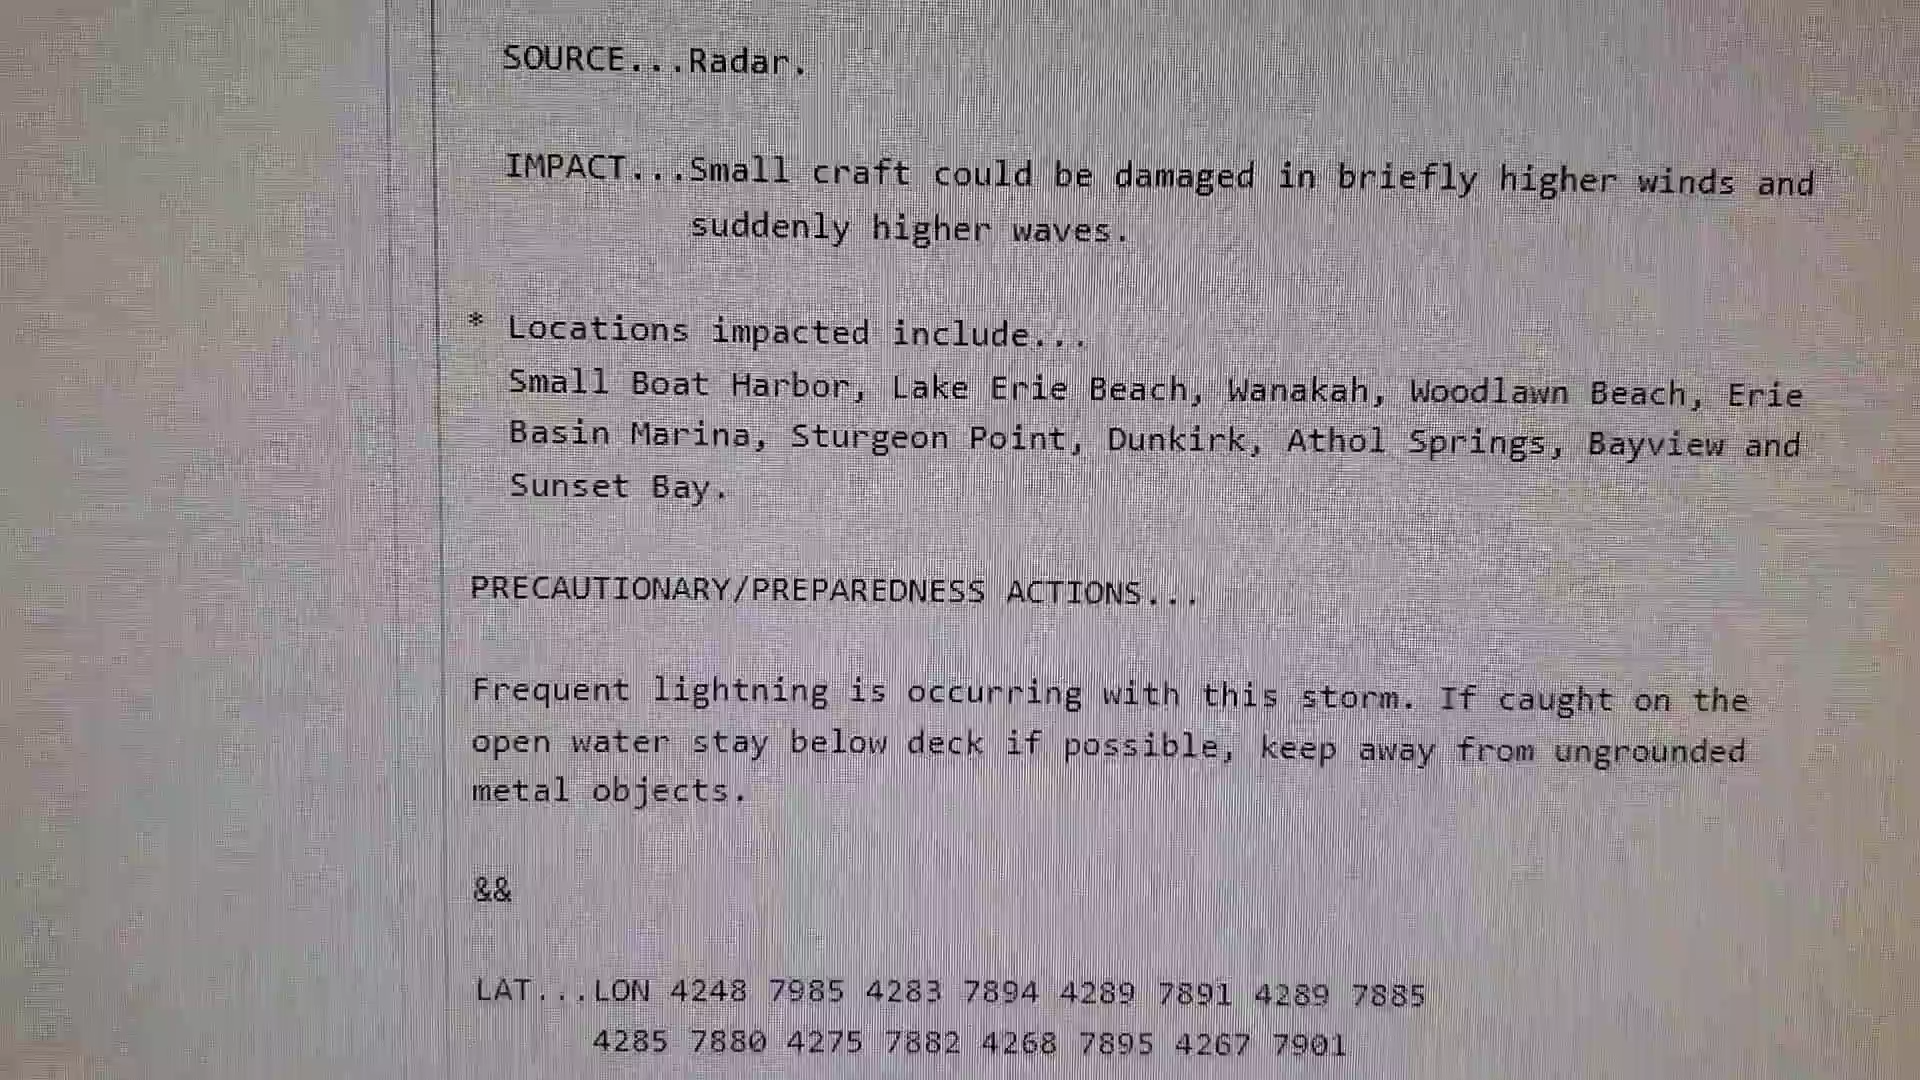 SOURCE...Radar.
IMPACT...Small craft could be damaged in briefly higher winds and
suddenly higher waves.
* Locations impacted include...
Small Boat Harbor, Lake Erie Beach, Wanakah, Woodlawn Beach, Erie
Basin Marina, Sturgeon Point, Dunkirk, Athol Springs, Bayview and
Sunset Bay.
PRECAUTIONARY/PREPAREDNESS ACTIONS...
Frequent lightning is occurring with this storm. If caught on the
open water stay below deck if possible, keep away from ungrounded
metal objects.
&&
LAT...LON 4248 7985 4283 7894 4289 7891 4289 7885
4285 7880 4275 7882 4268 7895 4267 7901